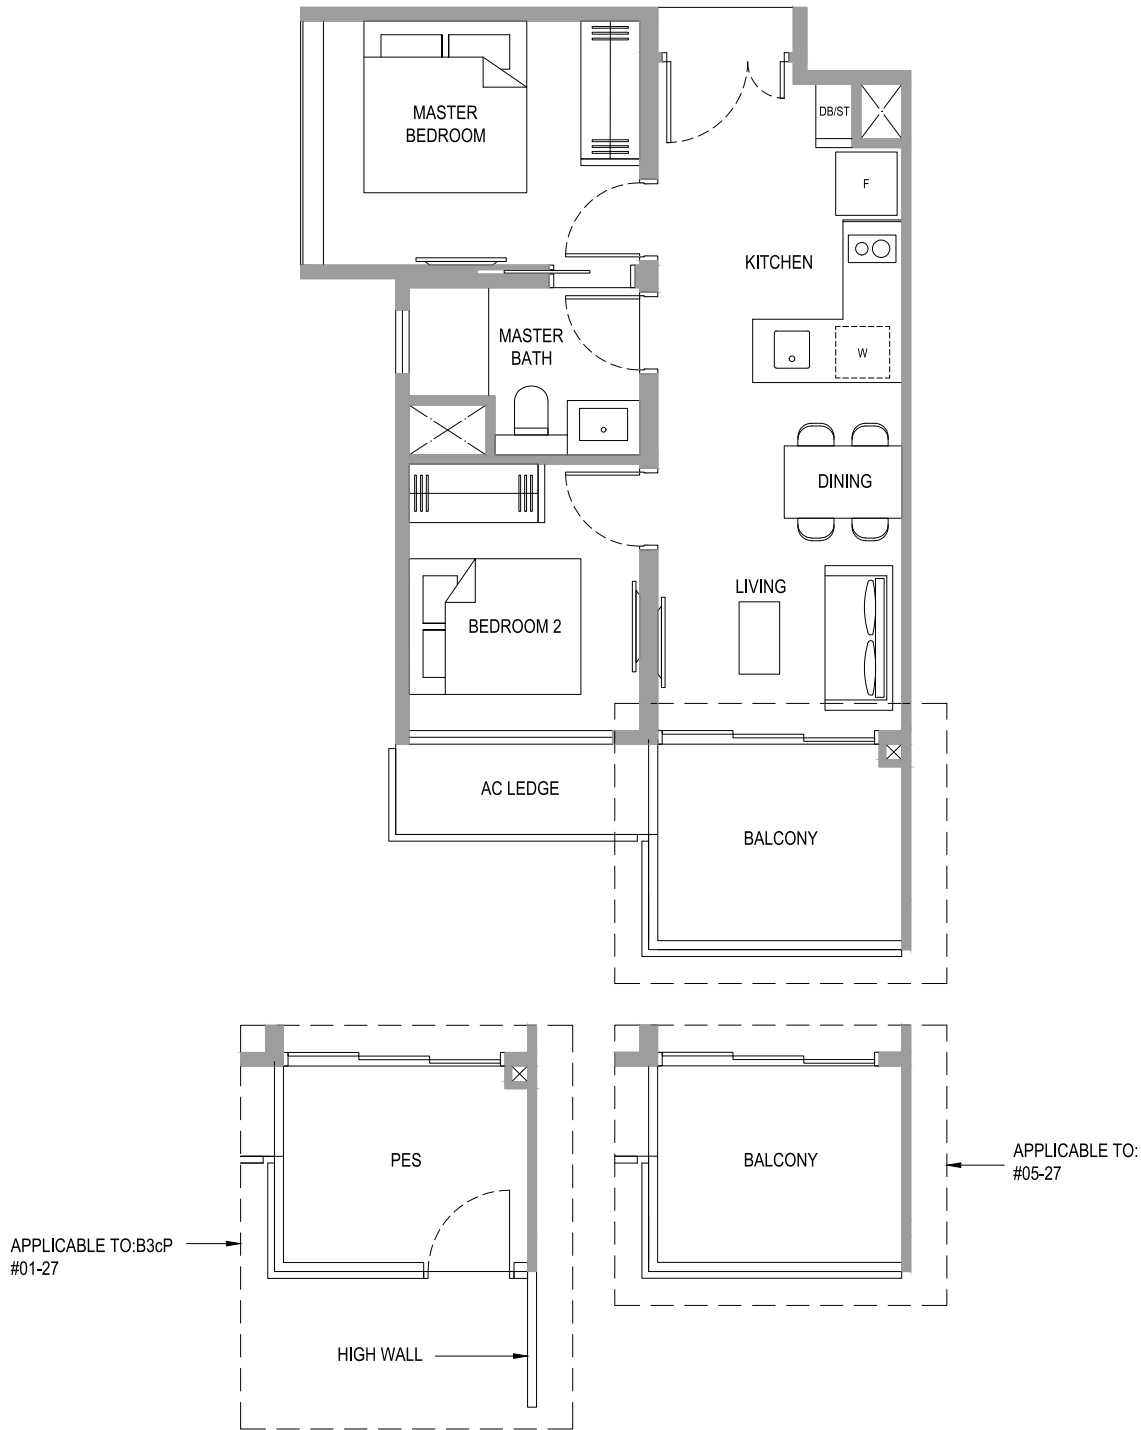 MASTER
BEDROOM
DB/ST
F
KITCHEN
MASTER
BATH
W
DINING
LIVING
BEDROOM 2
AC LEDGE
BALCONY
PES
BALCONY
APPLICABLE TO:
#05-27
APPLICABLE TO:B3cP
#01-27
HIGH WALL